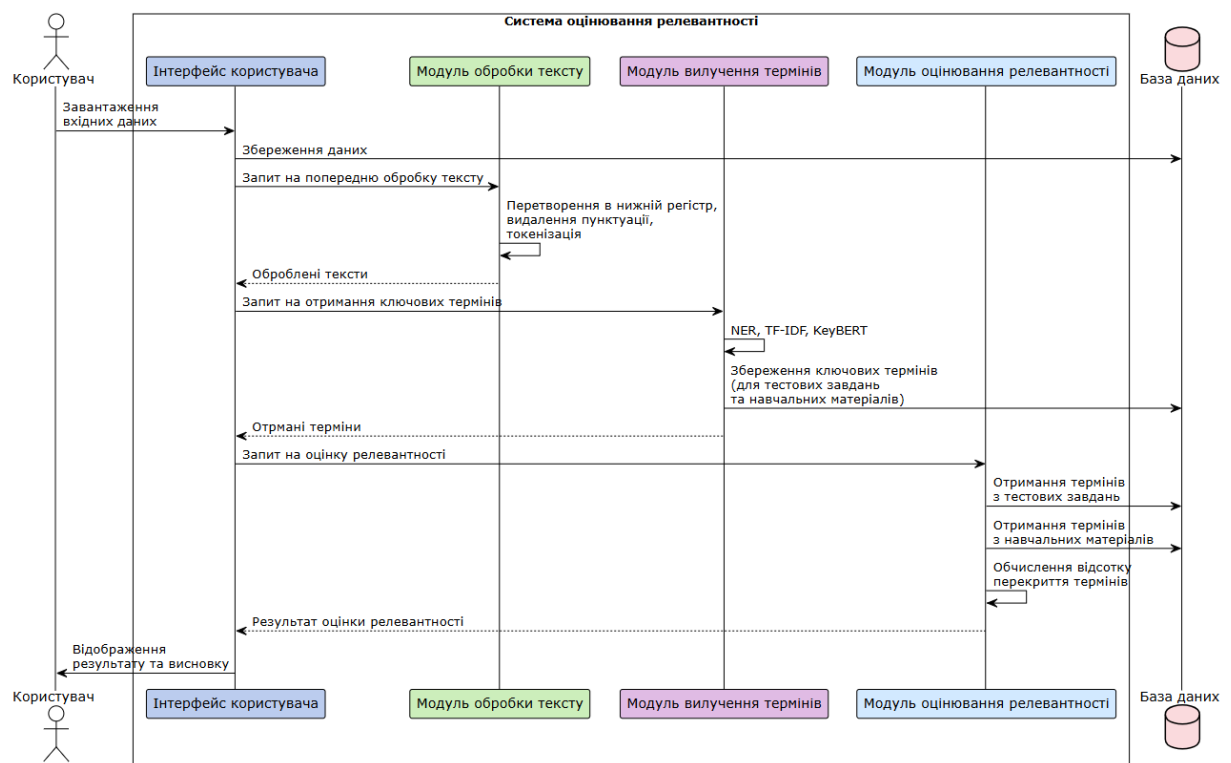 Система оцінювання релевантності
Користувач
Інтерфейс користувача
Модуль обробки тексту
Модуль вилучення термінів
Модуль оцінювання релевантності
База даних
Завантаження
вхідних даних
Збереження даних
Запит на попередню обробку тексту
Перетворення в нижній регістр,
видалення пунктуації,
токенізація
Оброблені тексти
Запит на отримання ключових термінів
NER, TF-IDF, KeyBERT
Збереження ключових термінів
(для тестових завдань
та навчальних матеріалів)
Отрмані терміни
Запит на оцінку релевантності
Отримання термінів
з тестових завдань
Отримання термінів
з навчальних матеріалів
Обчислення відсотку
перекриття термінів
Результат оцінки релевантності
Відображення
результату та висновку
Користувач
Інтерфейс користувача
Модуль обробки тексту
Модуль вилучення термінів
Модуль оцінювання релевантності
База даних